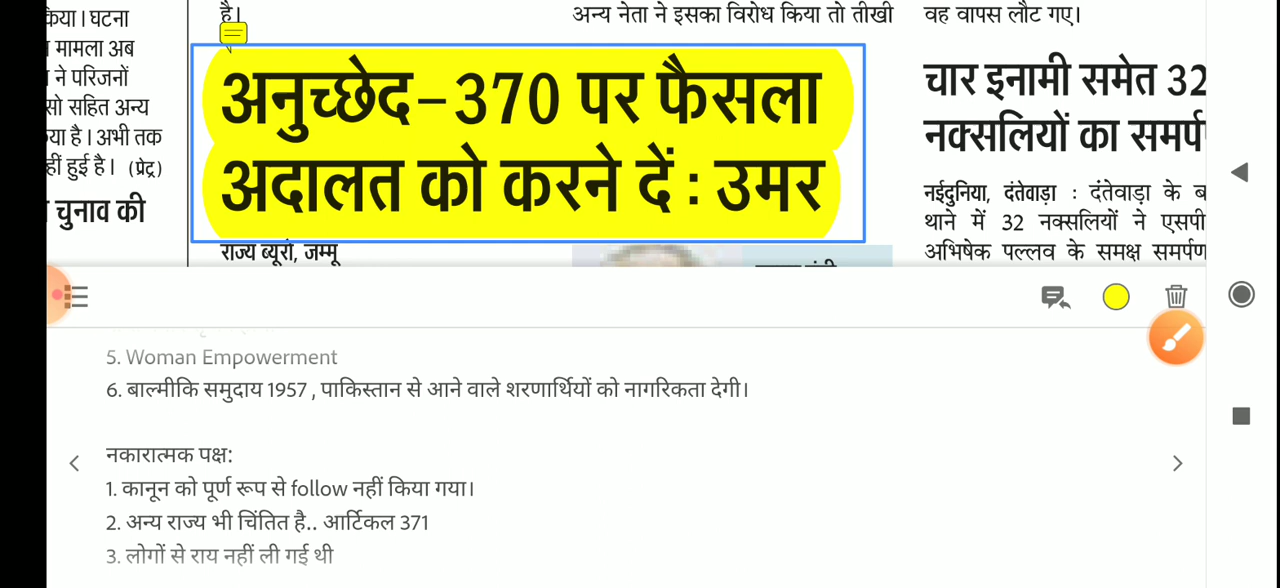 किया। घटना
मामला अब
ने परिजनों
सो सहित अन्य
या है। अभी तक
हीं हुई है। (प्रेट्र)
चुनाव की
है।
अनुच्छेद-370 पर फैसला
अदालत को करने दें : उमर
राज्य ब्यूरो, जम्मू
अन्य नेता ने इसका विरोध किया तो तीखी
वह वापस लौट गए।
चार इनामी समेत 32
नक्सलियों का समर्प
नईदुनिया, दंतेवाड़ा : दंतेवाड़ा के ब
थाने में 32 नक्सलियों ने एसपी
अभिषेक पल्लव के समक्ष समर्पण
5. Woman Empowerment
6. बाल्मीकि समुदाय 1957 , पाकिस्तान से आने वाले शरणार्थियों को नागरिकता देगी।
नकारात्मक पक्ष:
1. कानून को पूर्ण रूप से follow नहीं किया गया।
2. अन्य राज्य भी चिंतित है.. आर्टिकल 371
3. लोगों से राय नहीं ली गई थी